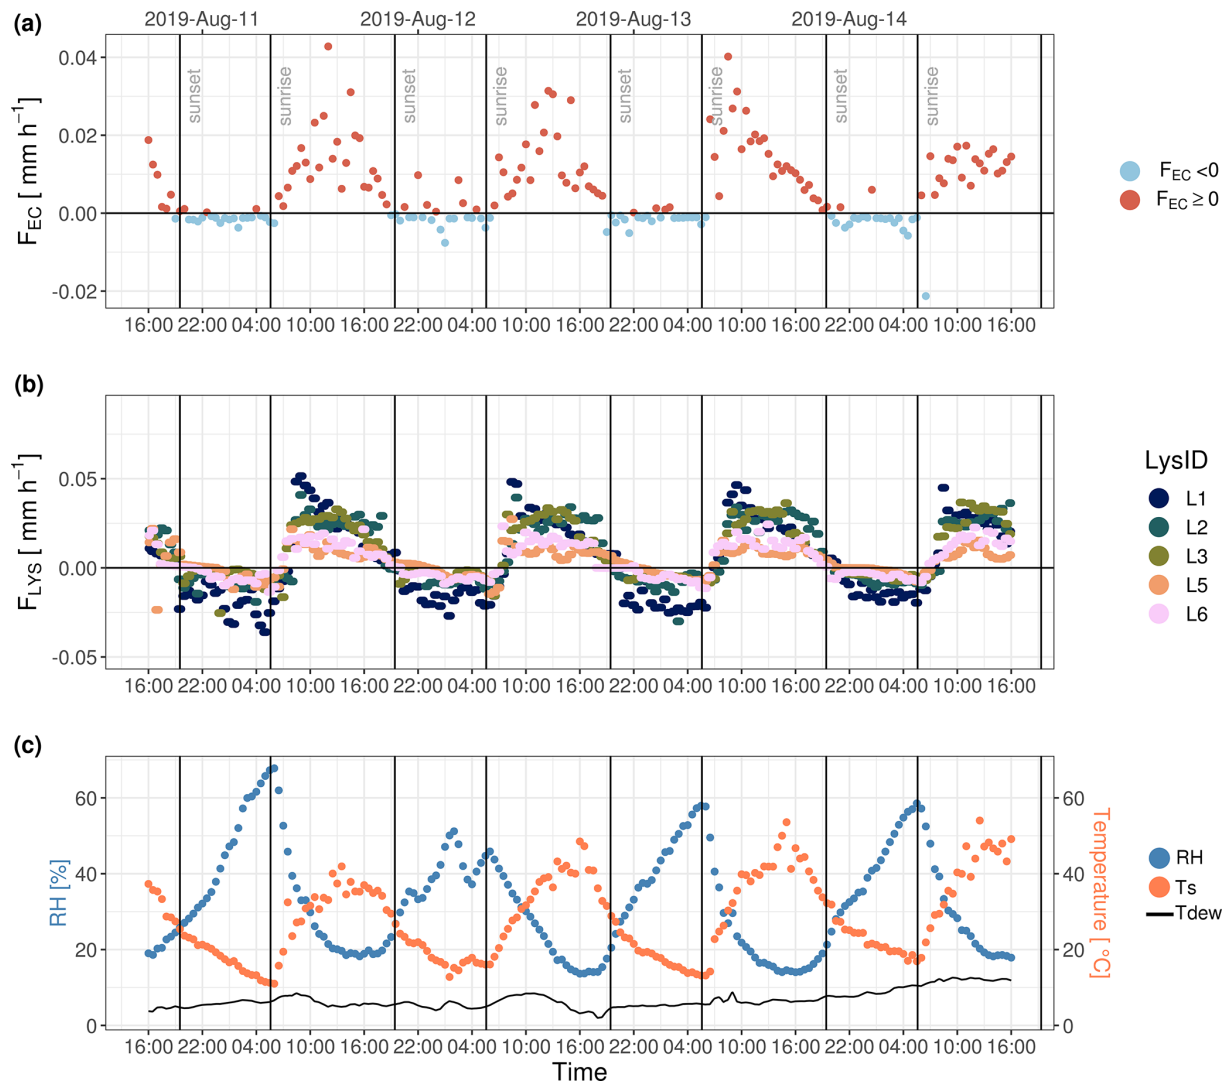 (a)
2019-Aug-11 2019-Aug-12 2019-Aug-13 2019-Aug-14
F_EC [ mm h⁻¹]
0.04
0.02
0.00
-0.02
sunset sunrise sunset sunrise sunset sunrise sunset sunrise
16:00 22:00 04:00 10:00 16:00 22:00 04:00 10:00 16:00 22:00 04:00 10:00 16:00 22:00 04:00 10:00 16:00
F_EC <0
F_EC ≥ 0
(b)
F_LYS [ mm h⁻¹]
0.05
0.00
-0.05
16:00 22:00 04:00 10:00 16:00 22:00 04:00 10:00 16:00 22:00 04:00 10:00 16:00 22:00 04:00 10:00 16:00
LysID
L1
L2
L3
L5
L6
(c)
RH [%]
60
40
20
0
60
40
20
0
Temperature [ °C]
16:00 22:00 04:00 10:00 16:00 22:00 04:00 10:00 16:00 22:00 04:00 10:00 16:00 22:00 04:00 10:00 16:00
Time
RH
Ts
Tdew